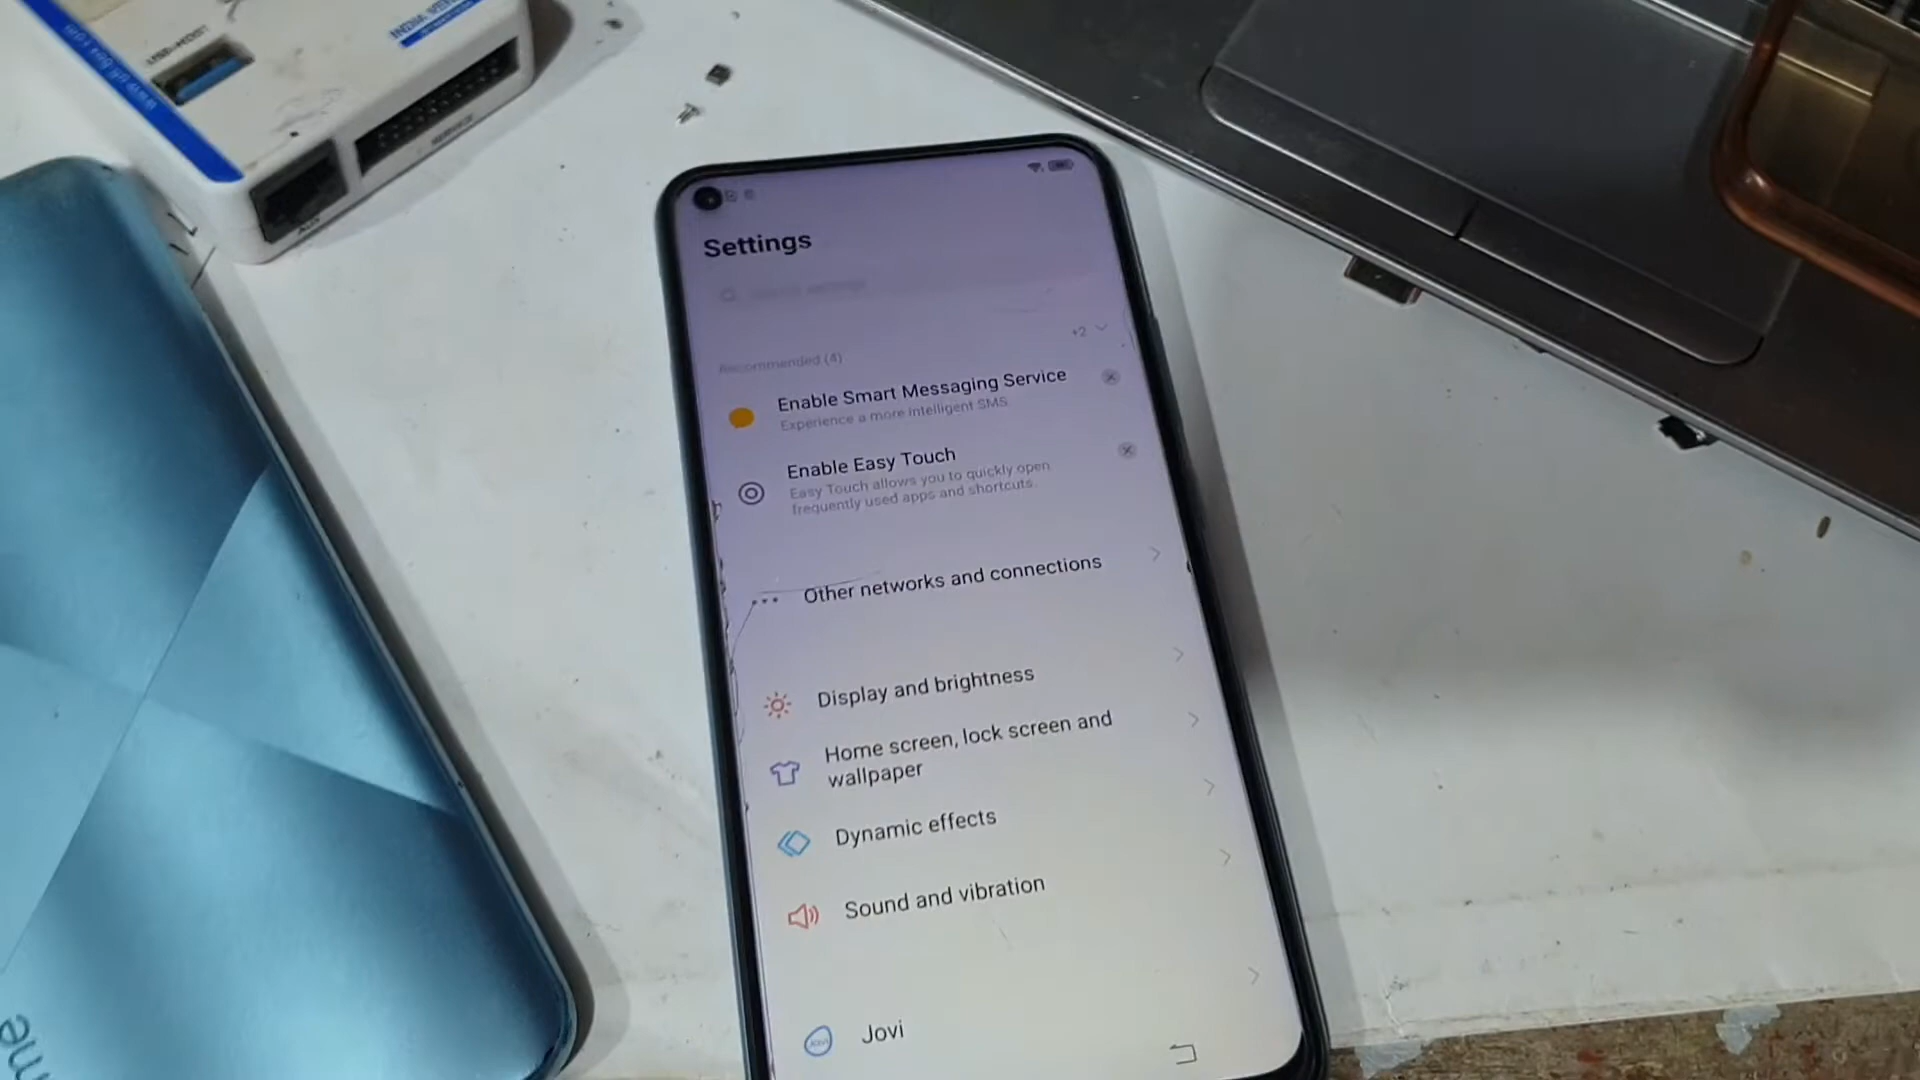 USB-HOST
Settings
Recommended (4)
+2
Enable Smart Messaging Service
Experience a more intelligent SMS.
Enable Easy Touch
Easy Touch allows you to quickly open
frequently used apps and shortcuts.
Other networks and connections
Display and brightness
Home screen, lock screen and
wallpaper
Dynamic effects
Sound and vibration
Jovi